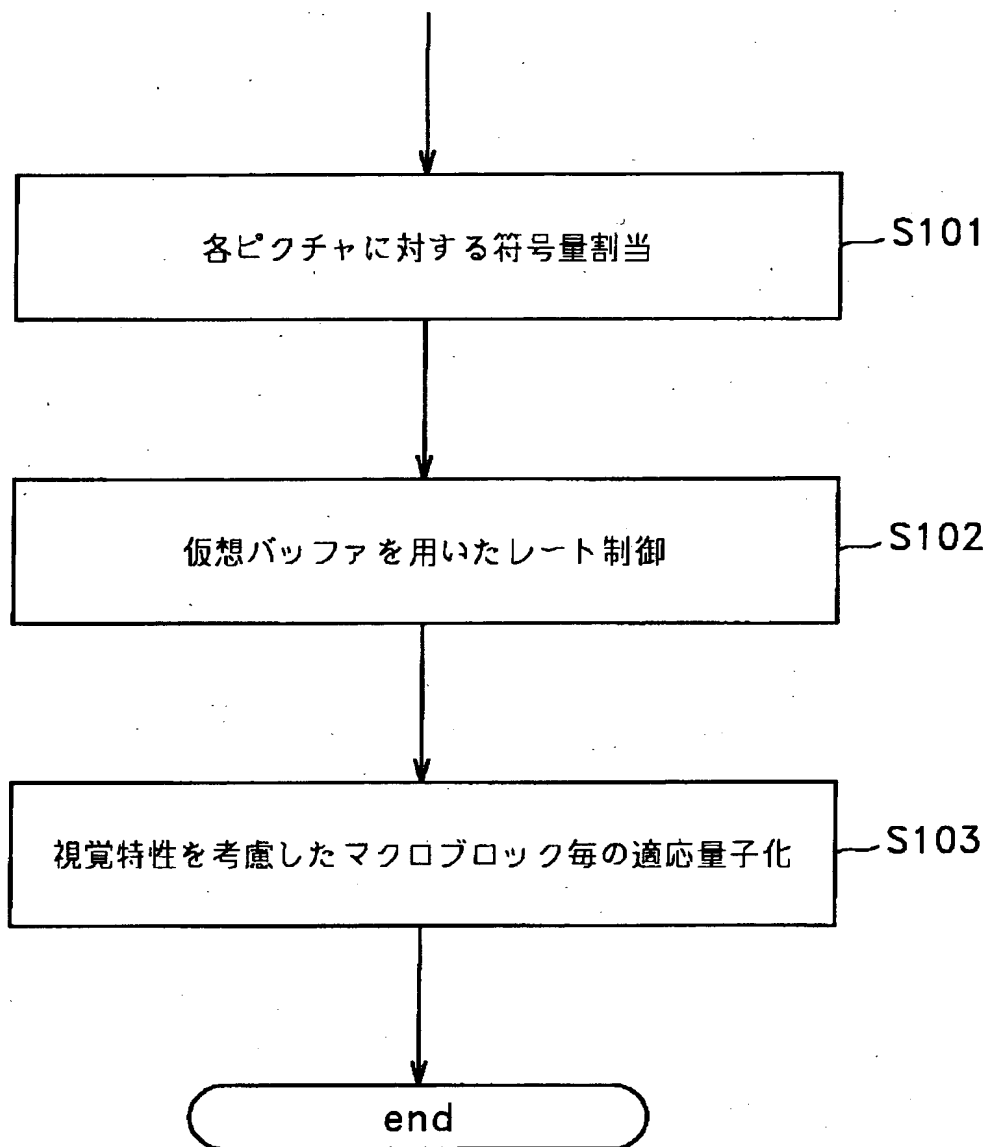 各ピクチャに対する符号量割当
S101
仮想バッファを用いたレート制御
S102
視覚特性を考慮したマクロブロック毎の適応量子化
S103
end